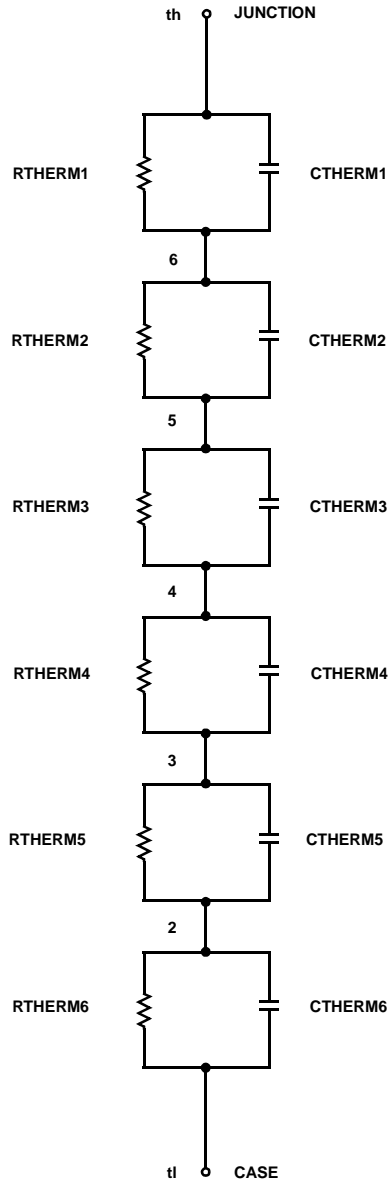 th JUNCTION
RTHERM1 CTHERM1
6
RTHERM2 CTHERM2
5
RTHERM3 CTHERM3
4
RTHERM4 CTHERM4
3
RTHERM5 CTHERM5
2
RTHERM6 CTHERM6
tl CASE